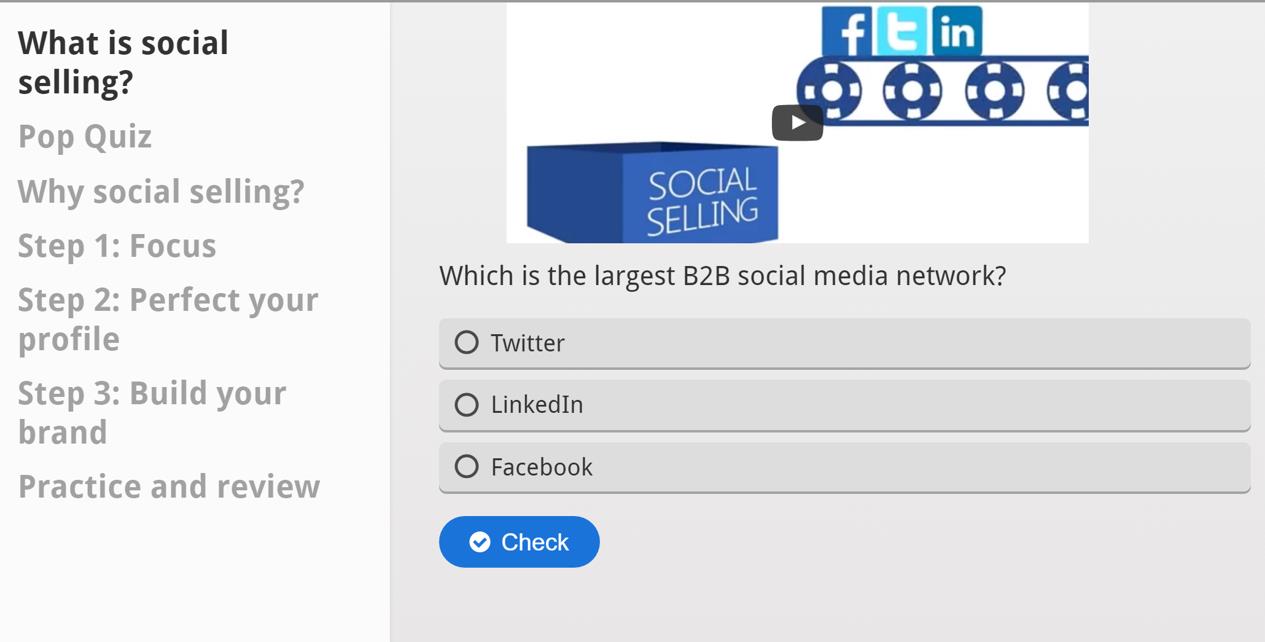 What is social
selling?
Pop Quiz
Why social selling?
Step 1: Focus
Step 2: Perfect your
profile
Step 3: Build your
brand
Practice and review
f t in
SOCIAL
SELLING
Which is the largest B2B social media network?
Twitter
LinkedIn
Facebook
Check